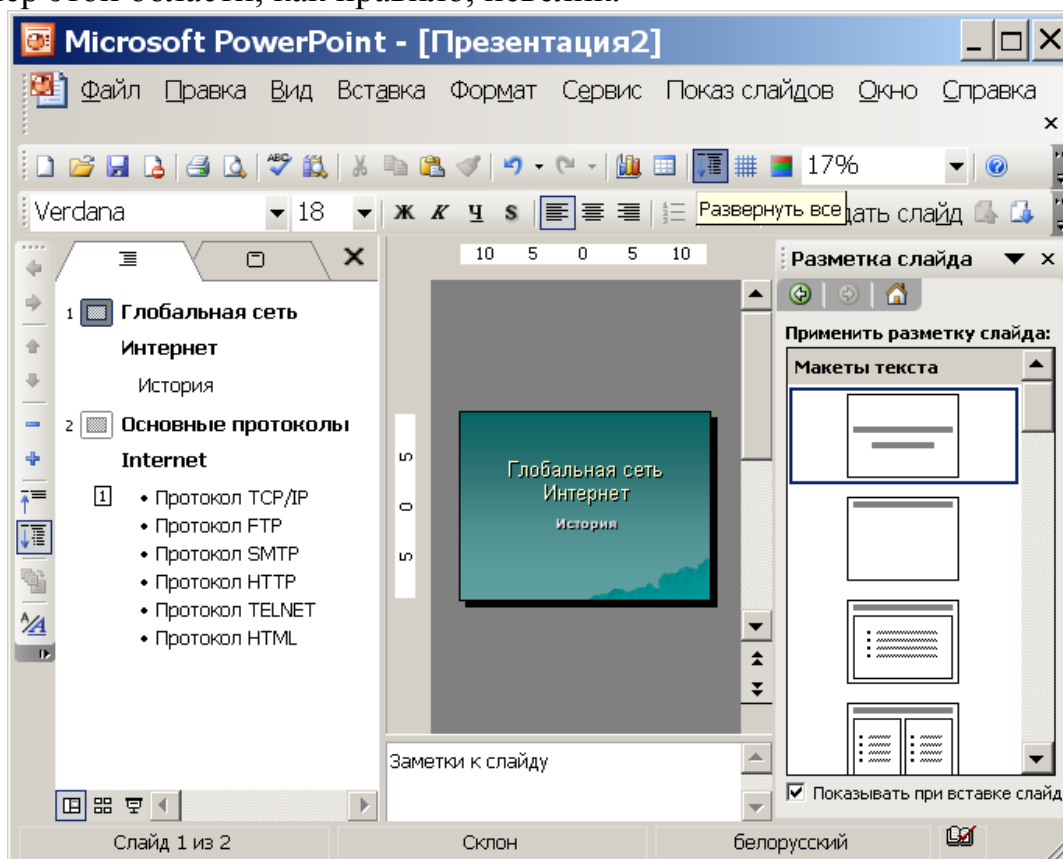 как правило,
Microsoft PowerPoint - [Презентация2]
Файл Правка Вид Вставка Формат Сервис Показ слайдов Окно Справка
ABC 17%
Verdana 18 Ж К Ч S Развернуть все дать слайд
10 5 0 5 10
Разметка слайда
1 Глобальная сеть
Интернет
История
2 Основные протоколы
Internet
1 • Протокол TCP/IP
• Протокол FTP
• Протокол SMTP
• Протокол HTTP
• Протокол TELNET
• Протокол HTML
5
0
5
Глобальная сеть
Интернет
История
Применить разметку слайда:
Макеты текста
Заметки к слайду
Показывать при вставке слайд
Слайд 1 из 2 Склон белорусский